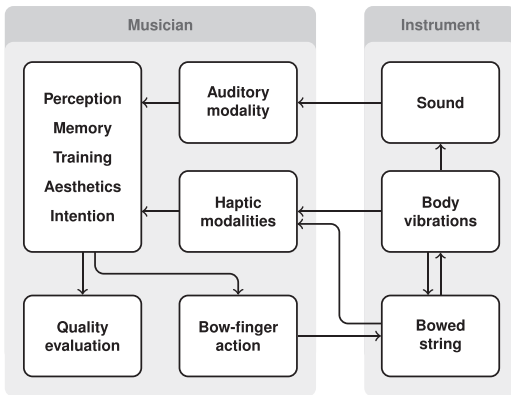 Musician
Instrument
Perception
Memory
Training
Aesthetics
Intention
Auditory
modality
Sound
Haptic
modalities
Body
vibrations
Quality
evaluation
Bow-finger
action
Bowed
string